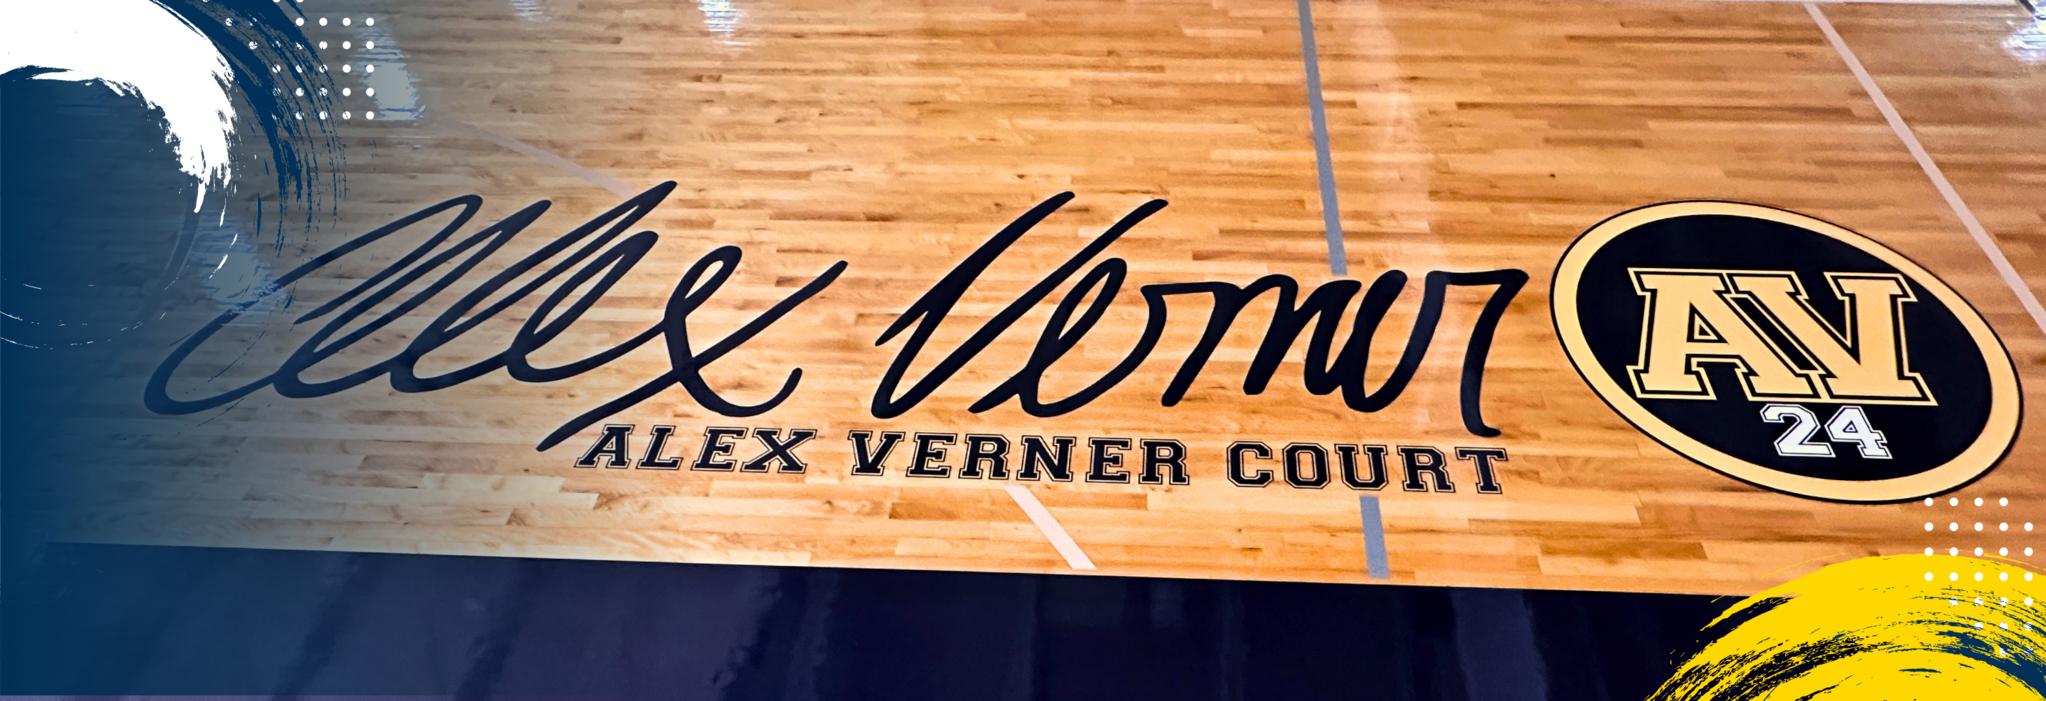 Alex Verner
ALEX VERNER COURT
AV
24